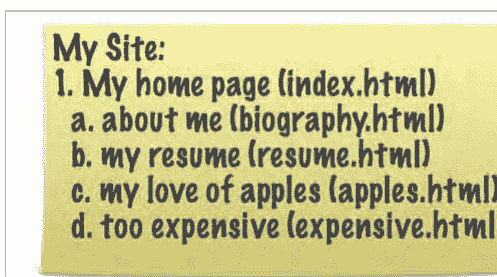 My Site:
1. My home page (index.html)
a. about me (biography.html)
b. my resume (resume.html)
c. my love of apples (apples.html)
d. too expensive (expensive.html